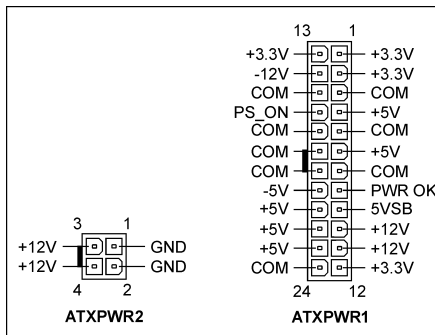 13 1
+3.3V +3.3V
-12V +3.3V
COM COM
PS_ON +5V
COM COM
COM +5V
COM COM
-5V PWR OK
+5V 5VSB
+5V +12V
+5V +12V
COM +3.3V
24 12
ATXPWR1
3 1
+12V GND
+12V GND
4 2
ATXPWR2